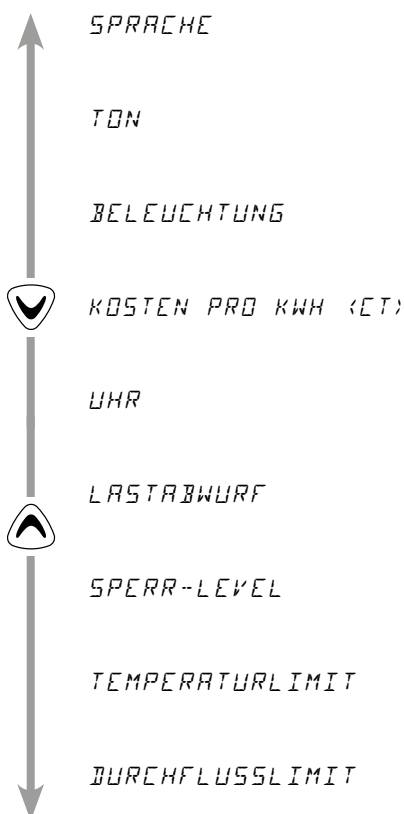 SPRACHE
TON
BELEUCHTUNG
KOSTEN PRO KWH (CT)
UHR
LASTABWURF
SPERR-LEVEL
TEMPERATURLIMIT
DURCHFLUSSLIMIT